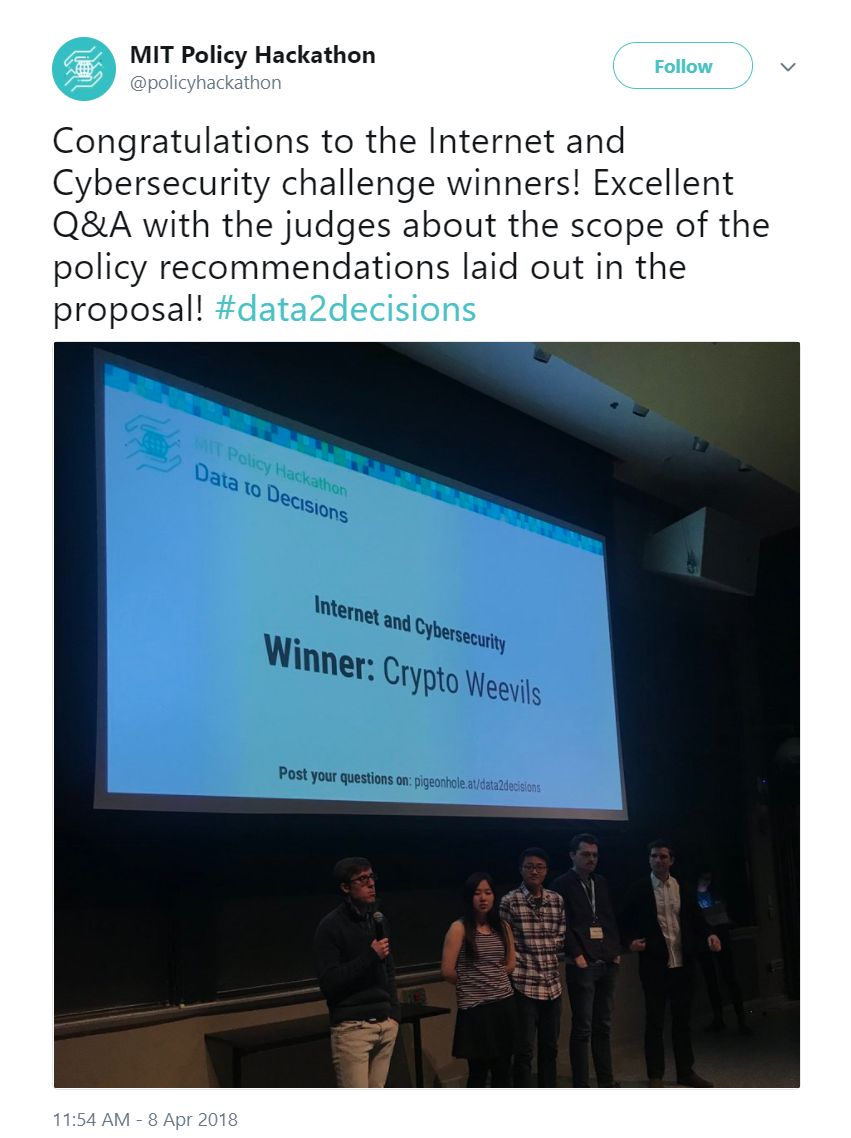 MIT Policy Hackathon
@policyhackathon
Follow
Congratulations to the Internet and
Cybersecurity challenge winners! Excellent
Q&A with the judges about the scope of the
policy recommendations laid out in the
proposal! #data2decisions
MIT Policy Hackathon
Data to Decisions
Internet and Cybersecurity
Winner: Crypto Weevils
Post your questions on: pigeonhole.at/data2decisions
11:54 AM - 8 Apr 2018